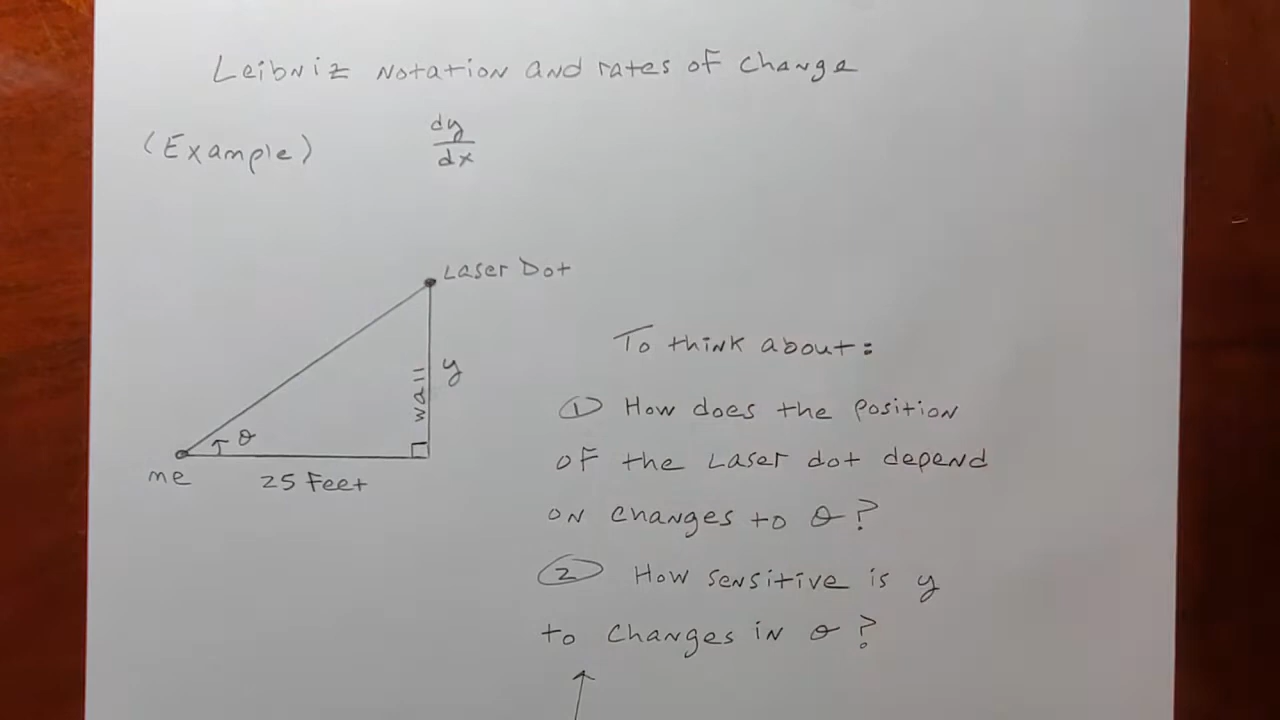 Leibniz Notation and rates of change
(Example)
dy
dx
Laser Dot
y
wall
θ
me
25 Feet
To think about:
① How does the position
of the Laser dot depend
on changes to θ?
② How sensitive is y
to changes in θ?